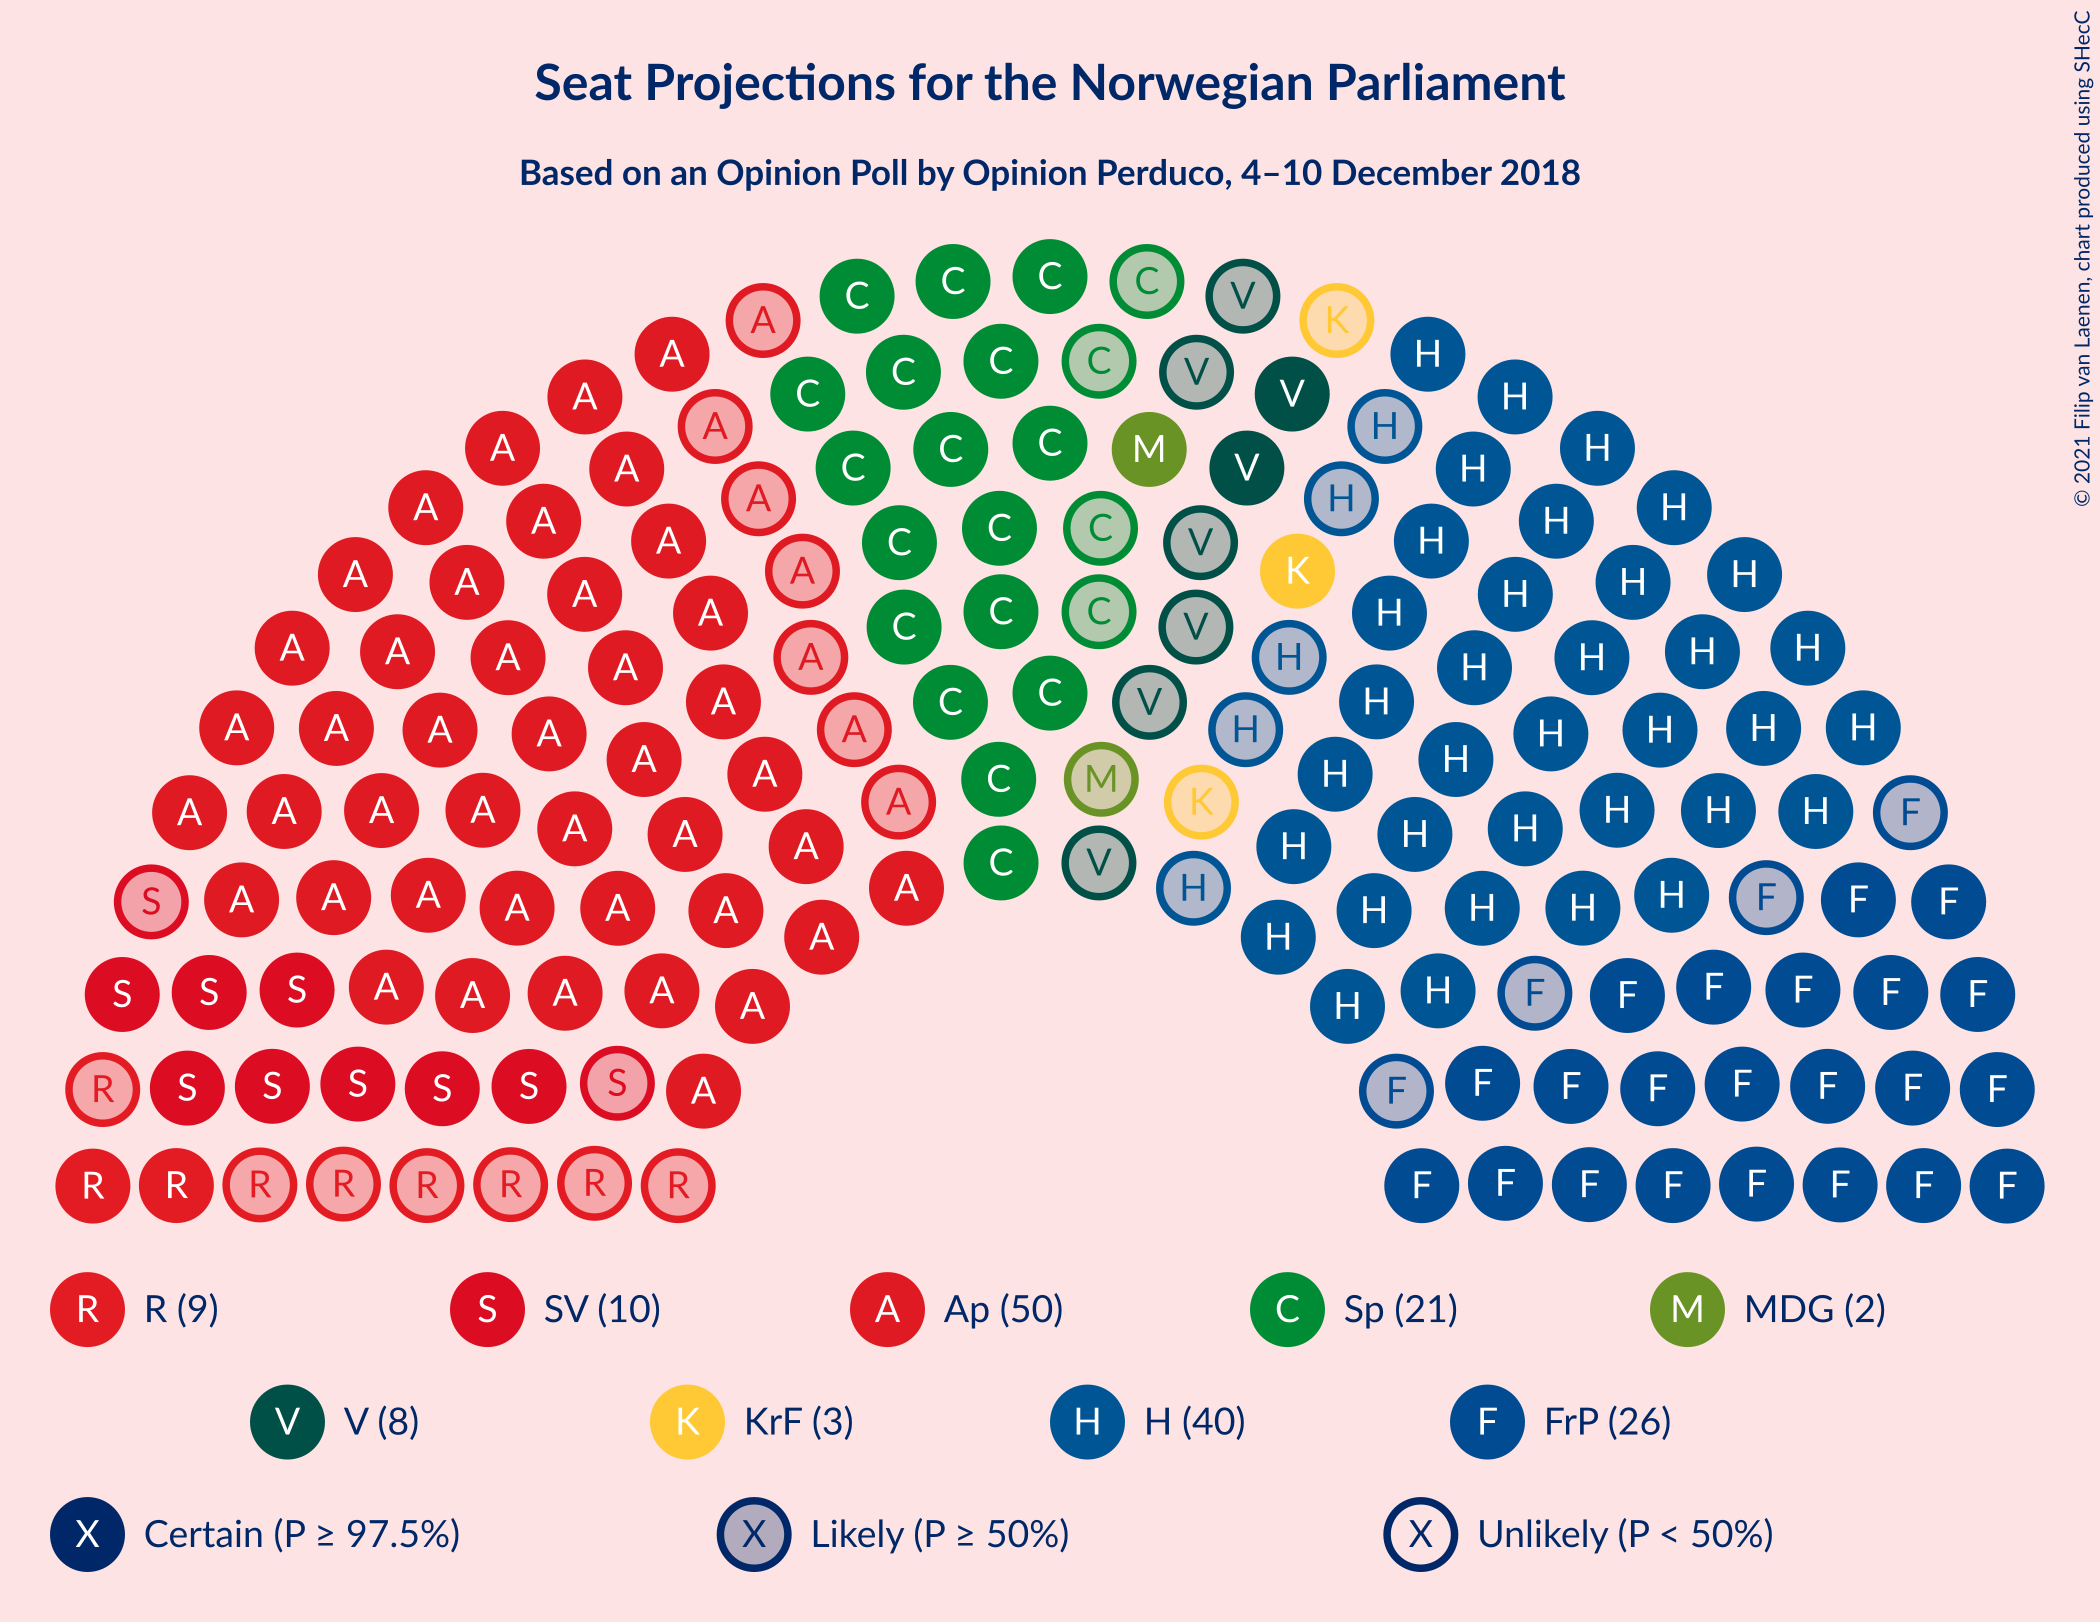 © 2021 Filip van Laenen, chart produced using SHecC
Seat Projections for the Norwegian Parliament
Based on an Opinion Poll by Opinion Perduco, 4–10 December 2018
C C C C V K
A A H H
A C C C C V V H H
A A A H H H
A A C C C M V H H H
A A A A C C C V K H H H H
A A A A C C C V H H H H H
A A A A A C C V H H H H H H
A A A A A A A C M K H H H H H H F
A A A A A A A A C V H H H H H H F F F
S S S A A A A A H H F F F F F F
R S S S S S S A F F F F F F F F
R R R R R R R R F F F F F F F F
R R (9) S SV (10) A Ap (50) C Sp (21) M MDG (2)
V V (8) K KrF (3) H H (40) F FrP (26)
X Certain (P ≥ 97.5%) X Likely (P ≥ 50%) X Unlikely (P < 50%)